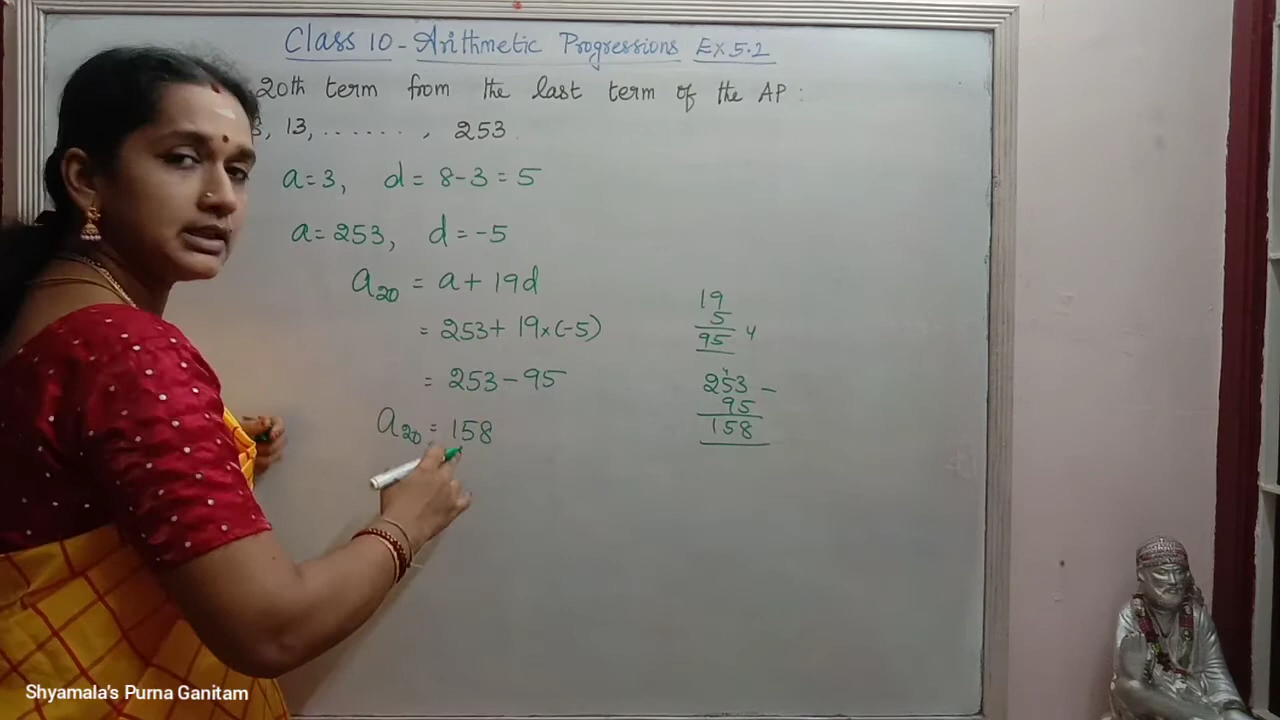 Class 10 - Arithmetic Progressions Ex 5.2
20th term from the last term of the AP :
8, 13, ......, 253.
a = 3, d = 8 - 3 = 5
a = 253, d = -5
a₂₀ = a + 19d
= 253 + 19 × (-5)
= 253 - 95
a₂₀ = 158
19
5
95
4
253 -
95
158
Shyamala's Purna Ganitam